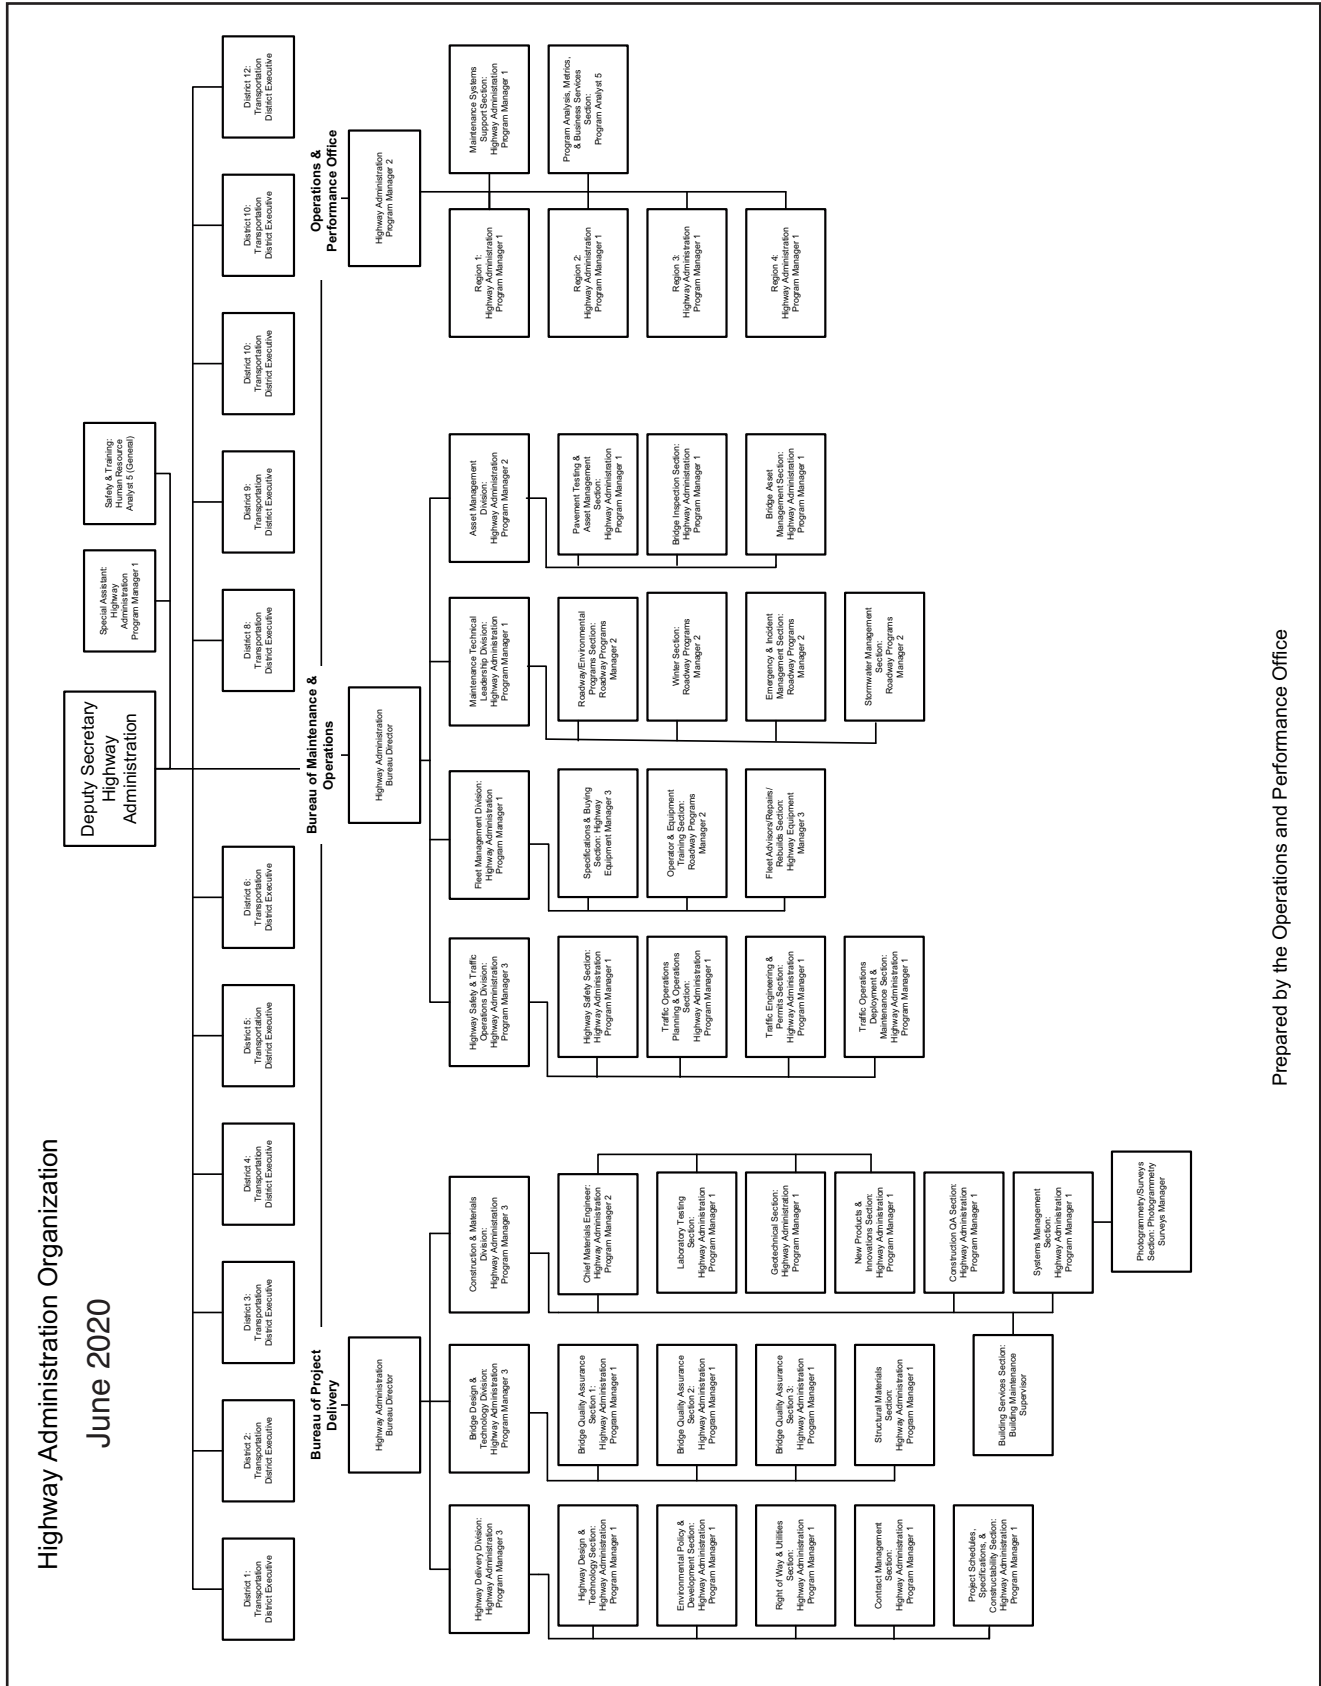 Highway Administration Organization
June 2020
Deputy Secretary
Highway
Administration
Special Assistant:
Highway
Administration
Program Manager 1
Safety & Training:
Human Resource
Analyst 5 (General)
District 1:
Transportation
District Executive
District 2:
Transportation
District Executive
District 3:
Transportation
District Executive
District 4:
Transportation
District Executive
District 5:
Transportation
District Executive
District 6:
Transportation
District Executive
District 8:
Transportation
District Executive
District 9:
Transportation
District Executive
District 10:
Transportation
District Executive
District 10:
Transportation
District Executive
District 12:
Transportation
District Executive
Bureau of Project
Delivery
Highway Administration
Bureau Director
Highway Delivery Division:
Highway Administration
Program Manager 3
Highway Design &
Technology Section:
Highway Administration
Program Manager 1
Environmental Policy &
Development Section:
Highway Administration
Program Manager 1
Right of Way & Utilities
Section:
Highway Administration
Program Manager 1
Contract Management
Section:
Highway Administration
Program Manager 1
Project Schedules,
Specifications, &
Constructability Section:
Highway Administration
Program Manager 1
Bridge Design &
Technology Division:
Highway Administration
Program Manager 3
Bridge Quality Assurance
Section 1:
Highway Administration
Program Manager 1
Bridge Quality Assurance
Section 2:
Highway Administration
Program Manager 1
Bridge Quality Assurance
Section 3:
Highway Administration
Program Manager 1
Structural Materials
Section:
Highway Administration
Program Manager 1
Construction & Materials
Division:
Highway Administration
Program Manager 3
Chief Materials Engineer:
Highway Administration
Program Manager 2
Laboratory Testing
Section:
Highway Administration
Program Manager 1
Geotechnical Section:
Highway Administration
Program Manager 1
New Products &
Innovations Section:
Highway Administration
Program Manager 1
Construction QA Section:
Highway Administration
Program Manager 1
Systems Management
Section:
Highway Administration
Program Manager 1
Building Services Section:
Building Maintenance
Supervisor
Photogrammetry/Surveys
Section: Photogrammetry
Surveys Manager
Bureau of Maintenance &
Operations
Highway Administration
Bureau Director
Highway Safety & Traffic
Operations Division:
Highway Administration
Program Manager 3
Highway Safety Section:
Highway Administration
Program Manager 1
Traffic Operations
Planning & Operations
Section:
Highway Administration
Program Manager 1
Traffic Engineering &
Permits Section:
Highway Administration
Program Manager 1
Traffic Operations
Deployment &
Maintenance Section:
Highway Administration
Program Manager 1
Fleet Management Division:
Highway Administration
Program Manager 1
Specifications & Buying
Section: Highway
Equipment Manager 3
Operator & Equipment
Training Section:
Roadway Programs
Manager 2
Fleet Advisors/Repairs/
Rebuilds Section:
Highway Equipment
Manager 3
Maintenance Technical
Leadership Division:
Highway Administration
Program Manager 1
Roadway/Environmental
Programs Section:
Roadway Programs
Manager 2
Winter Section:
Roadway Programs
Manager 2
Emergency & Incident
Management Section:
Roadway Programs
Manager 2
Stormwater Management
Section:
Roadway Programs
Manager 2
Asset Management
Division:
Highway Administration
Program Manager 2
Pavement Testing &
Asset Management
Section:
Highway Administration
Program Manager 1
Bridge Inspection Section:
Highway Administration
Program Manager 1
Bridge Asset
Management Section:
Highway Administration
Program Manager 1
Operations &
Performance Office
Highway Administration
Program Manager 2
Region 1:
Highway Administration
Program Manager 1
Region 2:
Highway Administration
Program Manager 1
Region 3:
Highway Administration
Program Manager 1
Region 4:
Highway Administration
Program Manager 1
Maintenance Systems
Support Section:
Highway Administration
Program Manager 1
Program Analysis, Metrics,
& Business Services
Section:
Program Analyst 5
Prepared by the Operations and Performance Office